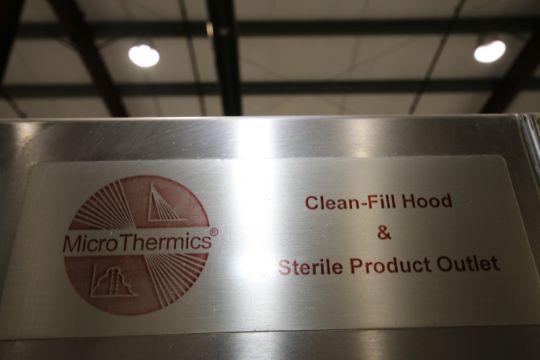 MicroThermics®
Clean-Fill Hood
&
Sterile Product Outlet